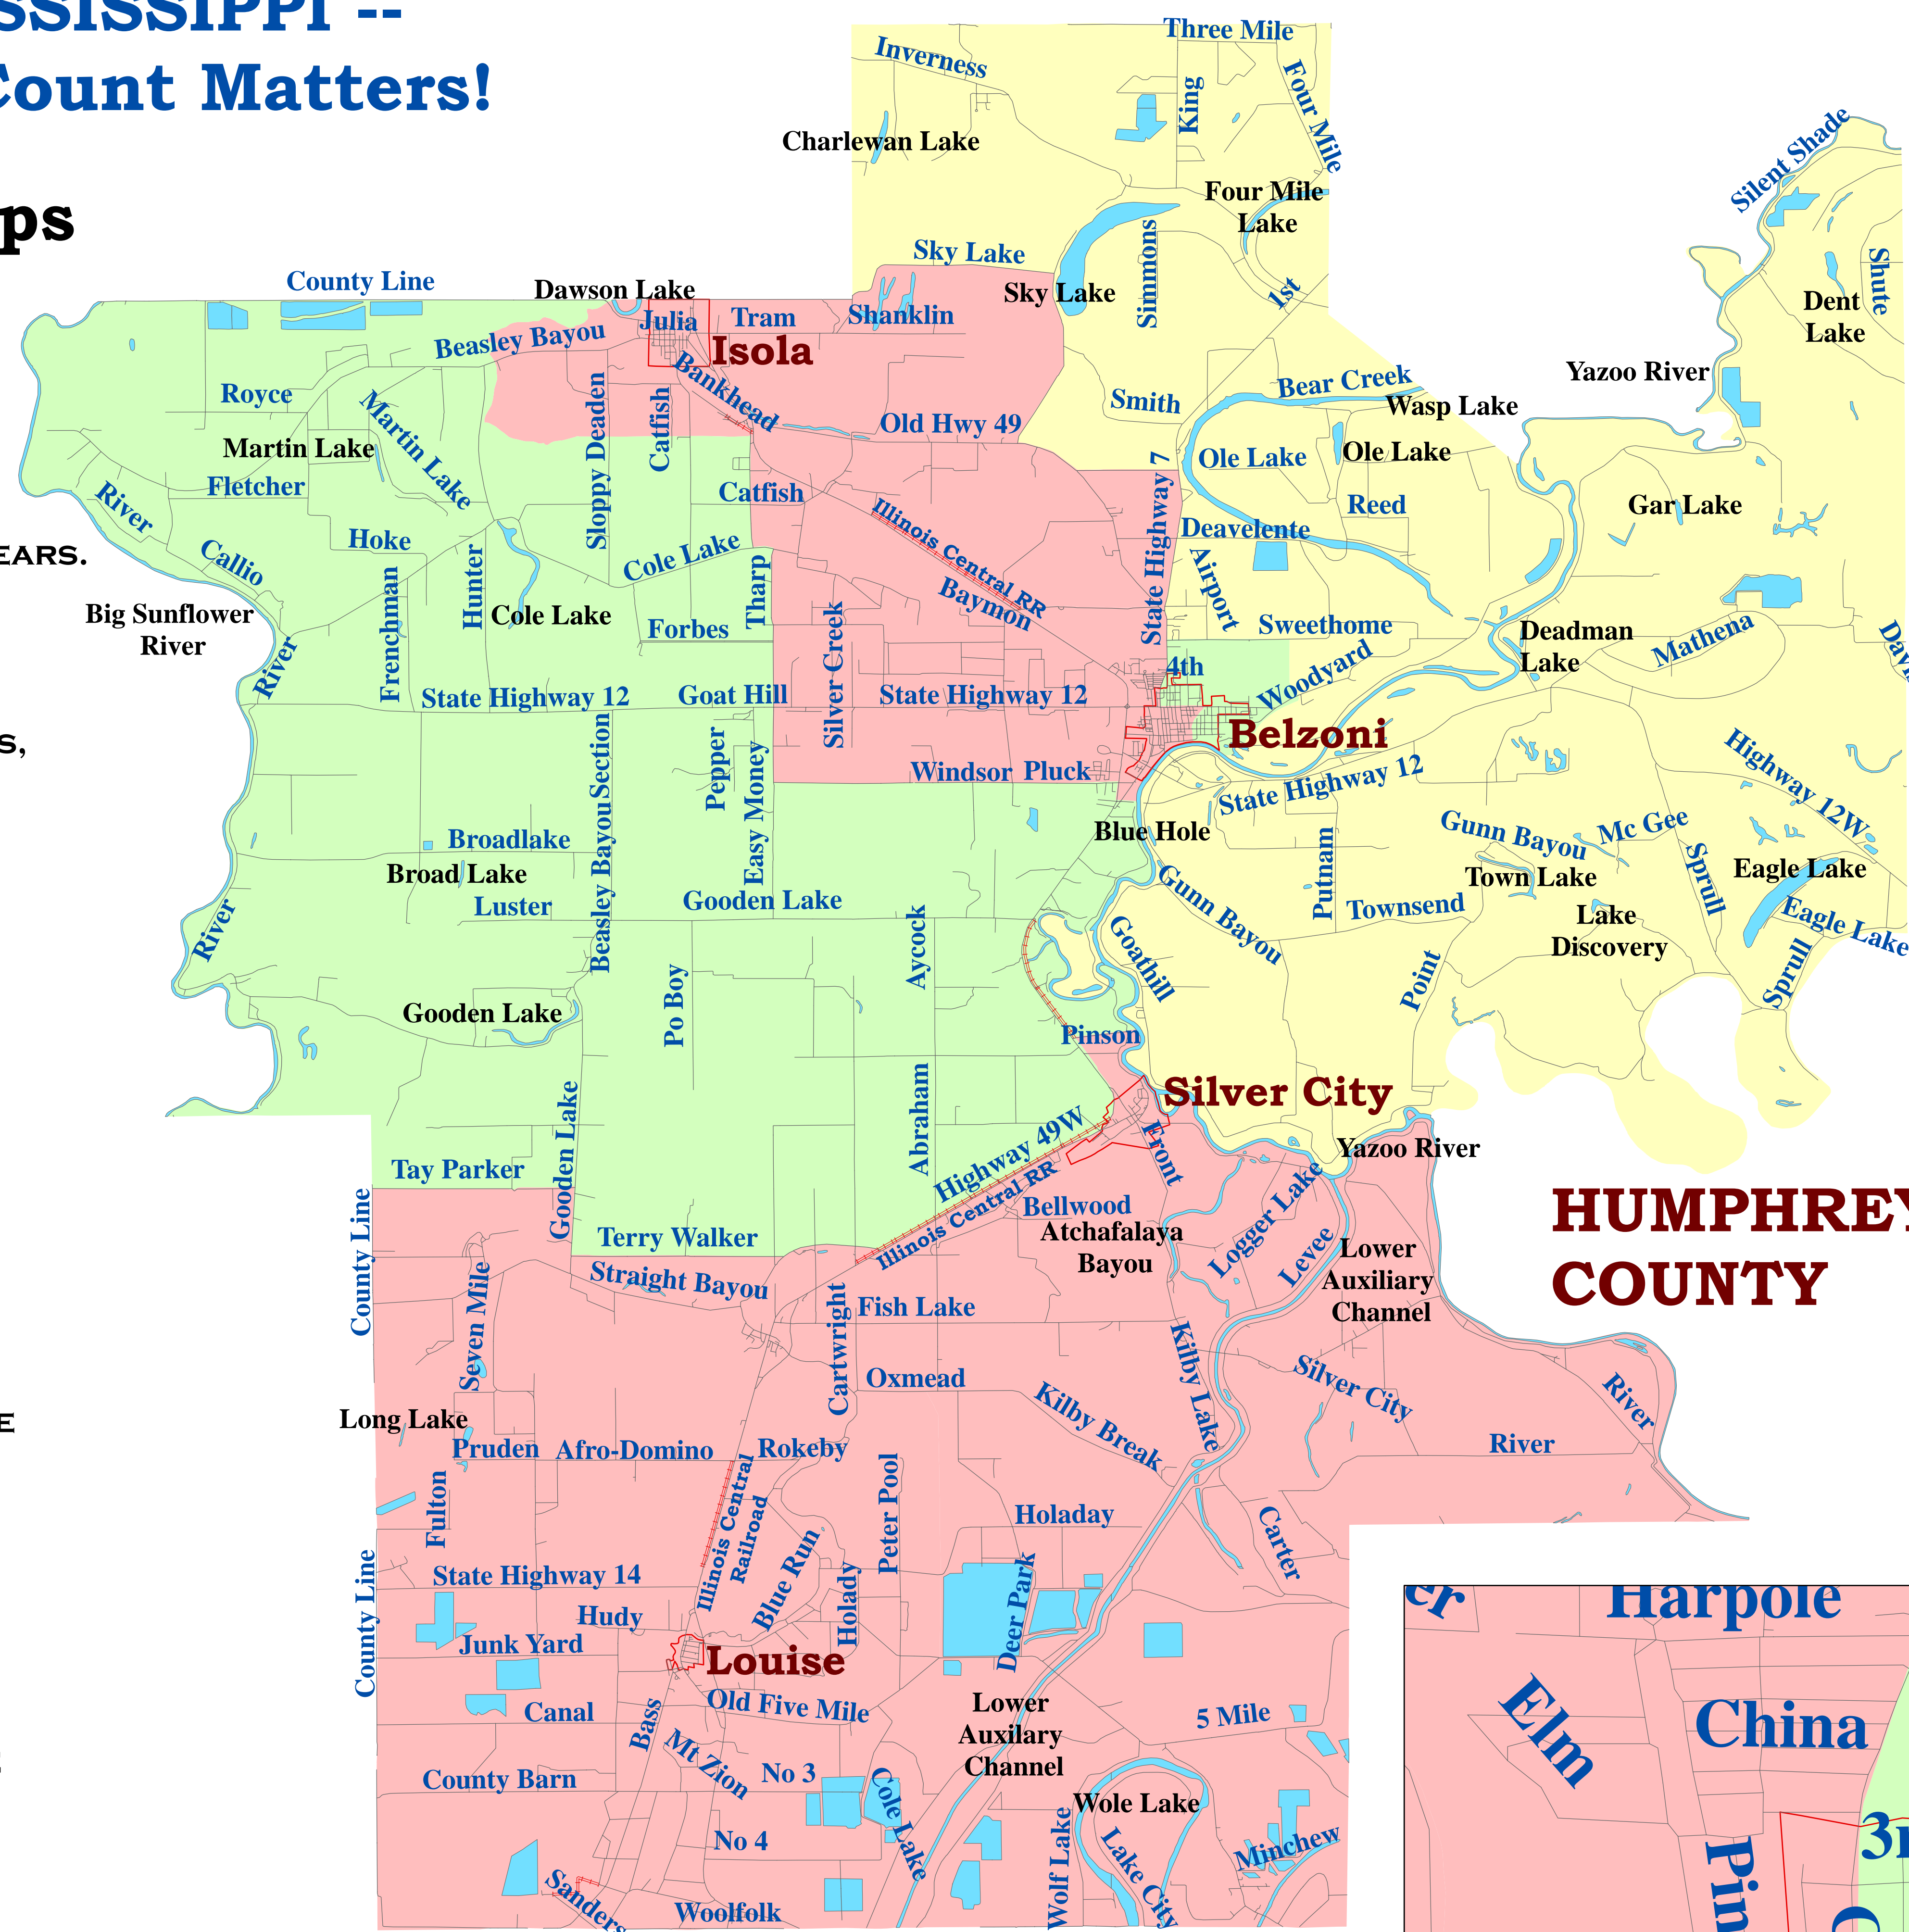 SSISSIPPI --
Count Matters!
ps
EARS.
S,
E
Three Mile
Inverness
King
Four Mile
Charlewan Lake
Four Mile
Lake
Silent Shade
Shute
Sky Lake
Simmons
1st
Sky Lake
Dent
Lake
County Line
Dawson Lake
Julia
Tram
Shanklin
Beasley Bayou
Isola
Bankhead
Yazoo River
Royce
Martin Lake
Sloppy Deaden
Catfish
Old Hwy 49
Smith
Bear Creek
Wasp Lake
Martin Lake
Ole Lake
Ole Lake
Fletcher
Catfish
State Highway 7
Reed
Gar Lake
River
Illinois Central RR
Deavelente
Hoke
Callio
Cole Lake
Airport
Frenchman
Hunter
Tharp
Baymon
Big Sunflower
River
Cole Lake
Forbes
Silver Creek
Sweethome
Deadman
Lake
Mathena
River
4th
Woodyard
State Highway 12
Goat Hill
State Highway 12
Belzoni
Section
Pepper
Easy Money
Windsor
Pluck
State Highway 12
Highway 12W
Broadlake
Beasley Bayou
Blue Hole
Putnam
Gunn Bayou
Mc Gee
Broad Lake
Town Lake
Sprull
Eagle Lake
Luster
Gooden Lake
Gunn Bayou
Townsend
Lake
Discovery
Eagle Lake
River
Aycock
Goathill
Point
Sprull
Gooden Lake
Po Boy
Pinson
Silver City
Abraham
Highway 49W
Front
Yazoo River
Tay Parker
Gooden Lake
Illinois Central RR
Bellwood
Logger Lake
HUMPHREY
COUNTY
County Line
Terry Walker
Atchafalaya
Bayou
Levee
Lower
Auxiliary
Channel
Straight Bayou
Seven Mile
Cartwright
Fish Lake
Kilby Lake
Oxmead
Silver City
Kilby Break
River
Long Lake
Pruden
Afro-Domino
Rokeby
River
Fulton
Illinois Central
Railroad
Peter Pool
Holaday
Carter
State Highway 14
Blue Run
Holady
Deer Park
County Line
Hudy
Junk Yard
Louise
Canal
Bass
Old Five Mile
Lower
Auxilary
Channel
5 Mile
Mt Zion
No 3
County Barn
Cole Lake
Wole Lake
No 4
Wolf Lake
Lake City
Minchew
Sanders
Woolfolk
er
Harpole
Elm
China
3r
Pin